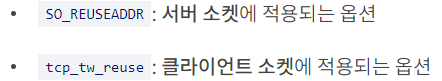 • SO_REUSEADDR : 서버 소켓에 적용되는 옵션
• tcp_tw_reuse : 클라이언트 소켓에 적용되는 옵션